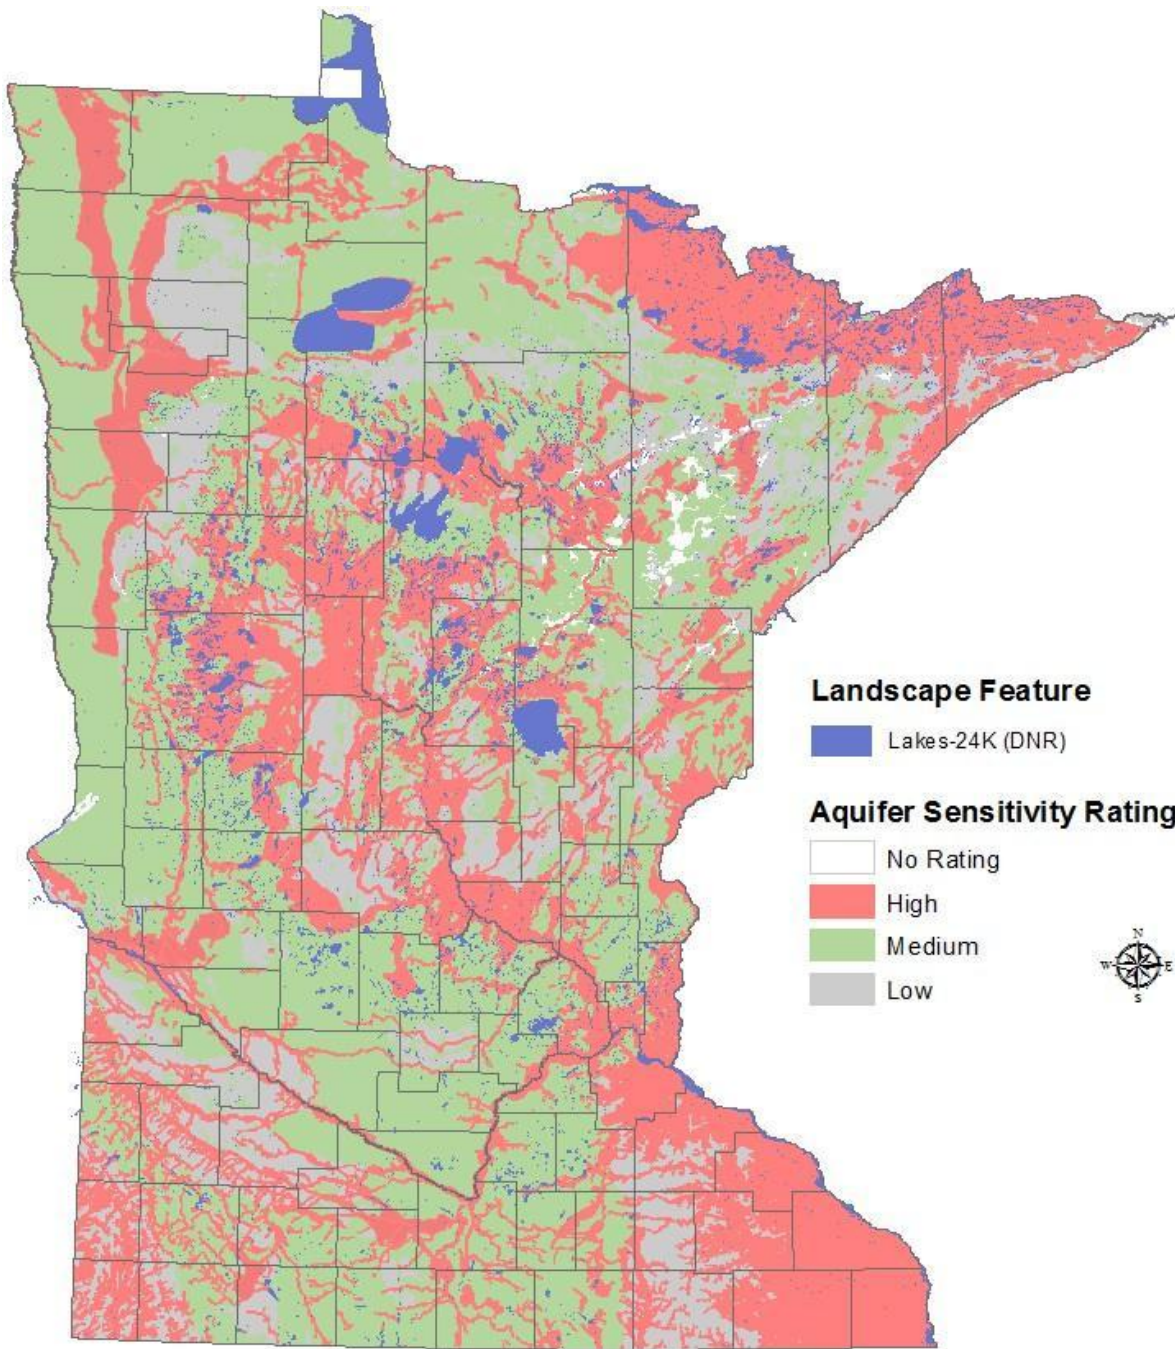 Landscape Feature
Lakes-24K (DNR)
Aquifer Sensitivity Rating
No Rating
High
Medium
Low
N
W
E
S